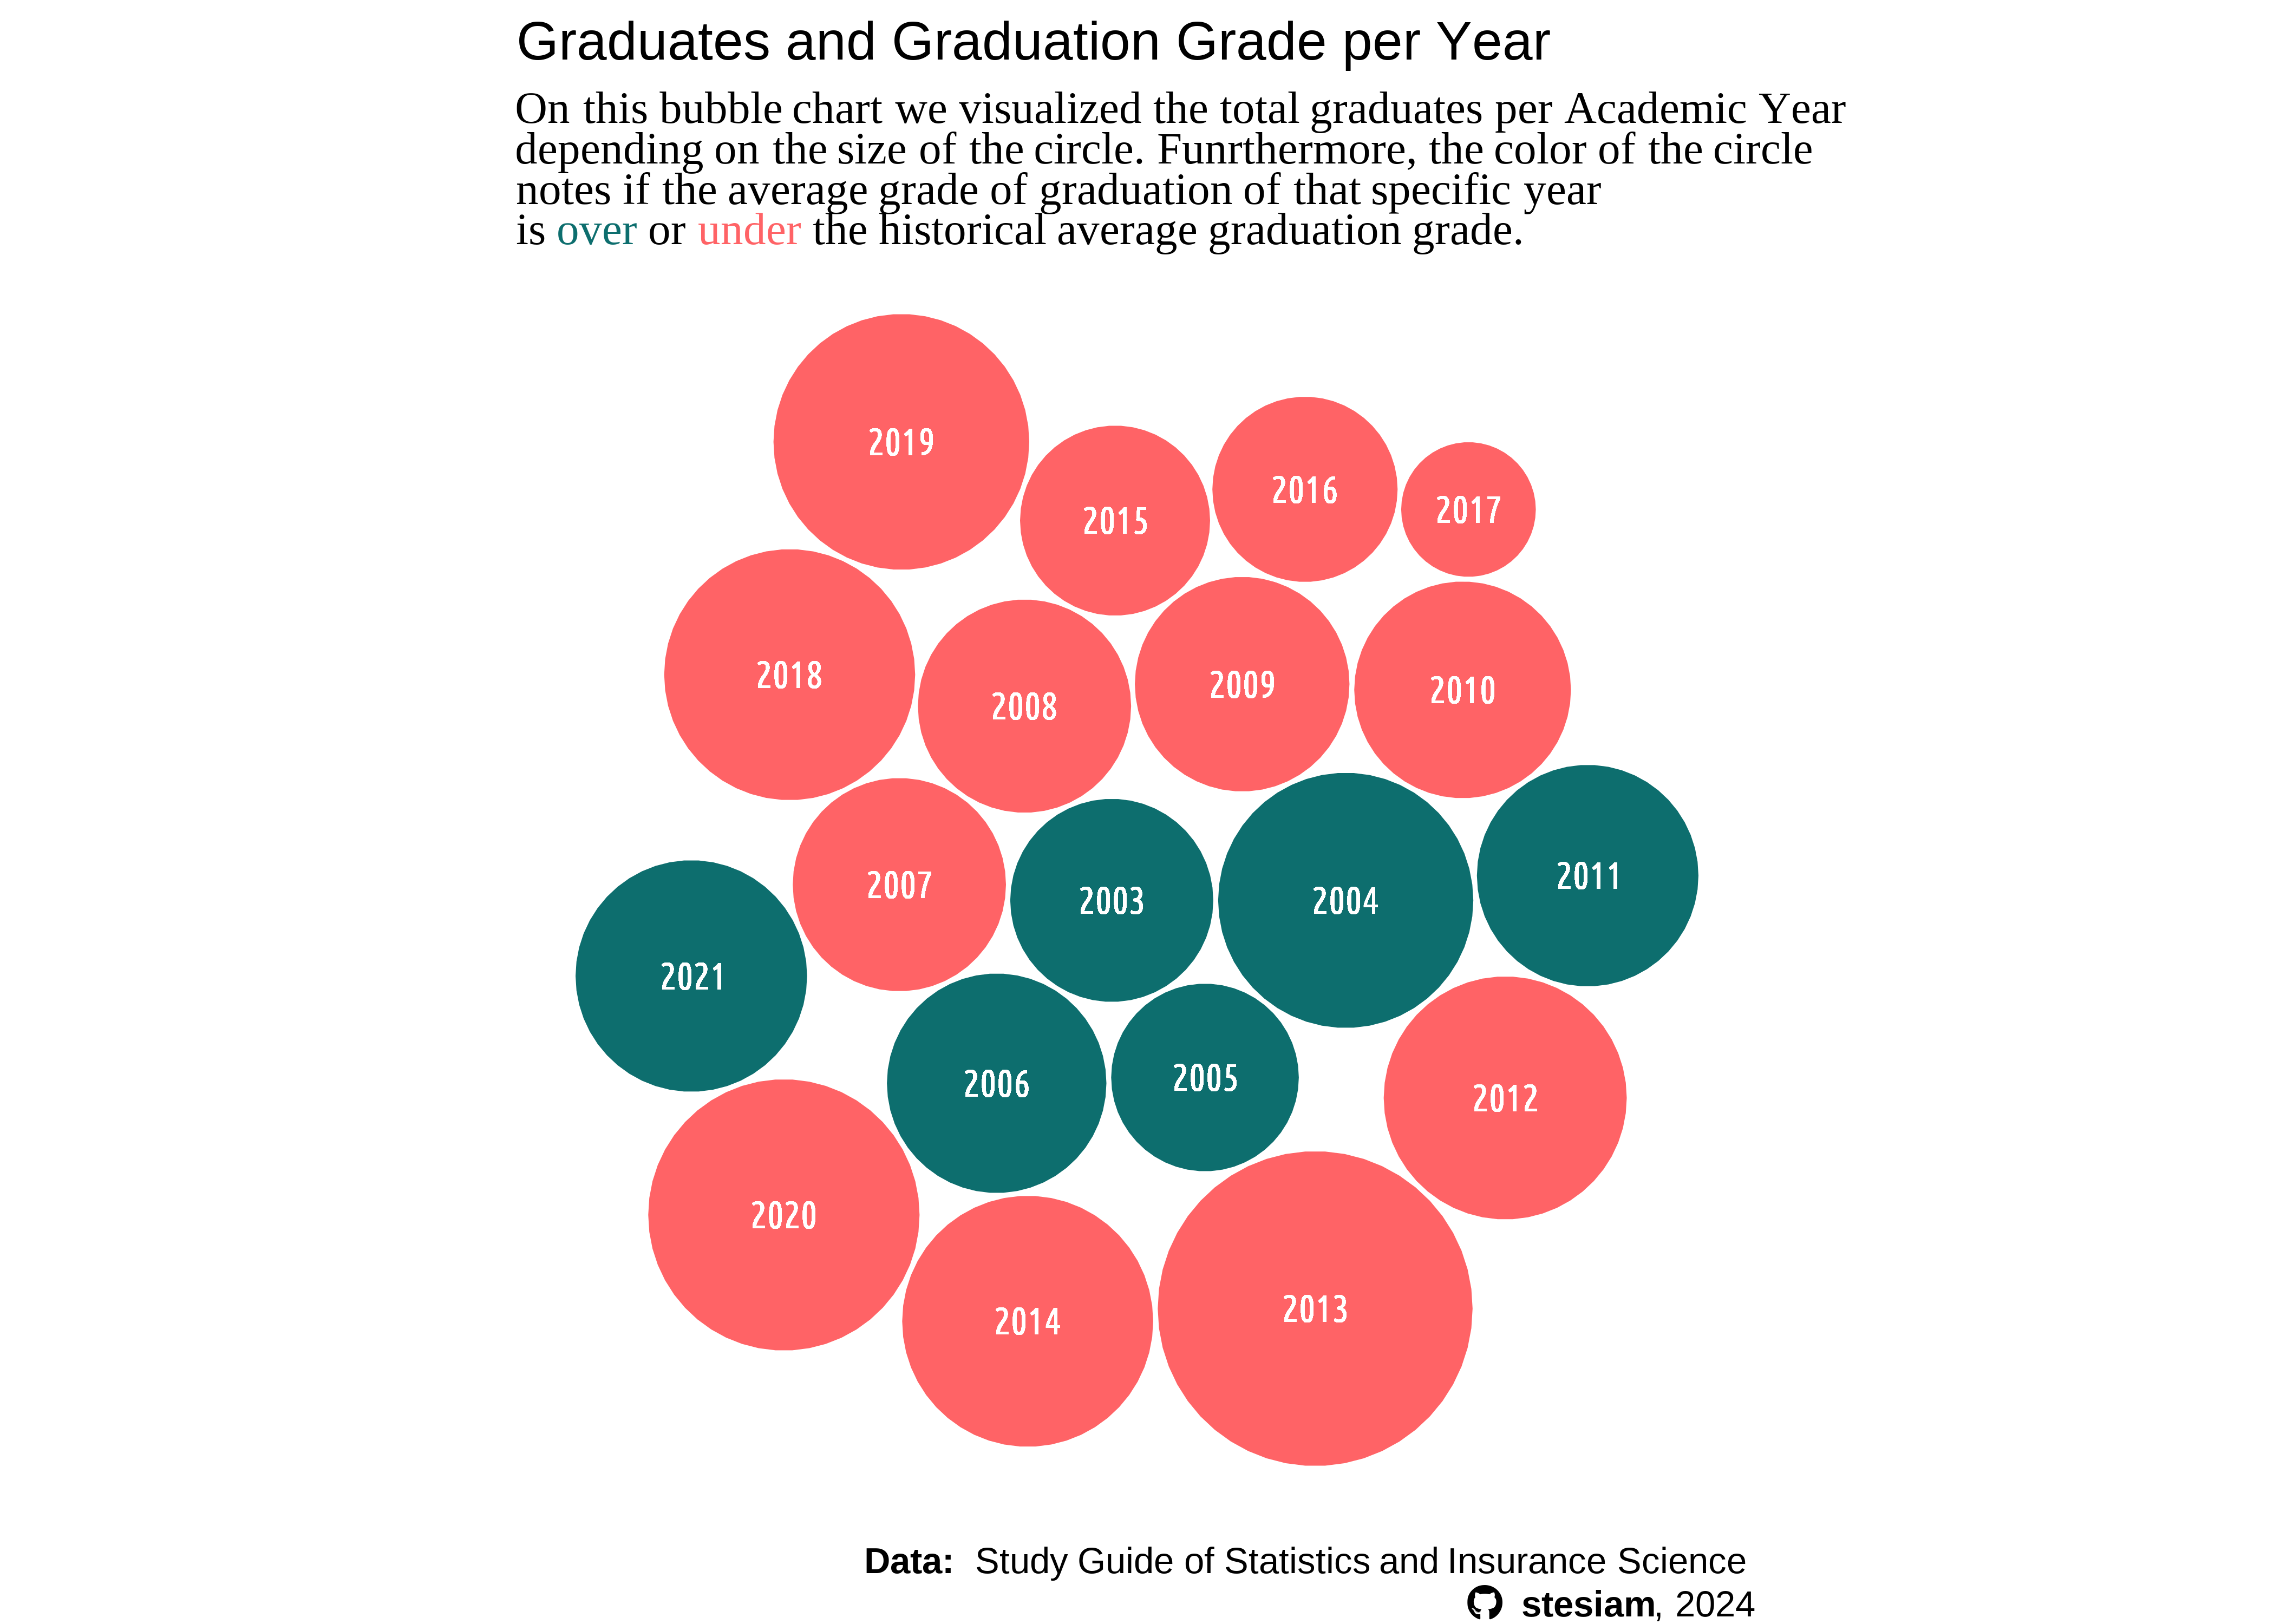 Graduates and Graduation Grade per Year
On this bubble chart we visualized the total graduates per Academic Year
depending on the size of the circle. Funrthermore, the color of the circle
notes if the average grade of graduation of that specific year
is over or under the historical average graduation grade.
2019
2015
2016
2017
2018
2008
2009
2010
2007
2003
2004
2011
2021
2006
2005
2012
2020
2014
2013
Data: Study Guide of Statistics and Insurance Science
stesiam, 2024